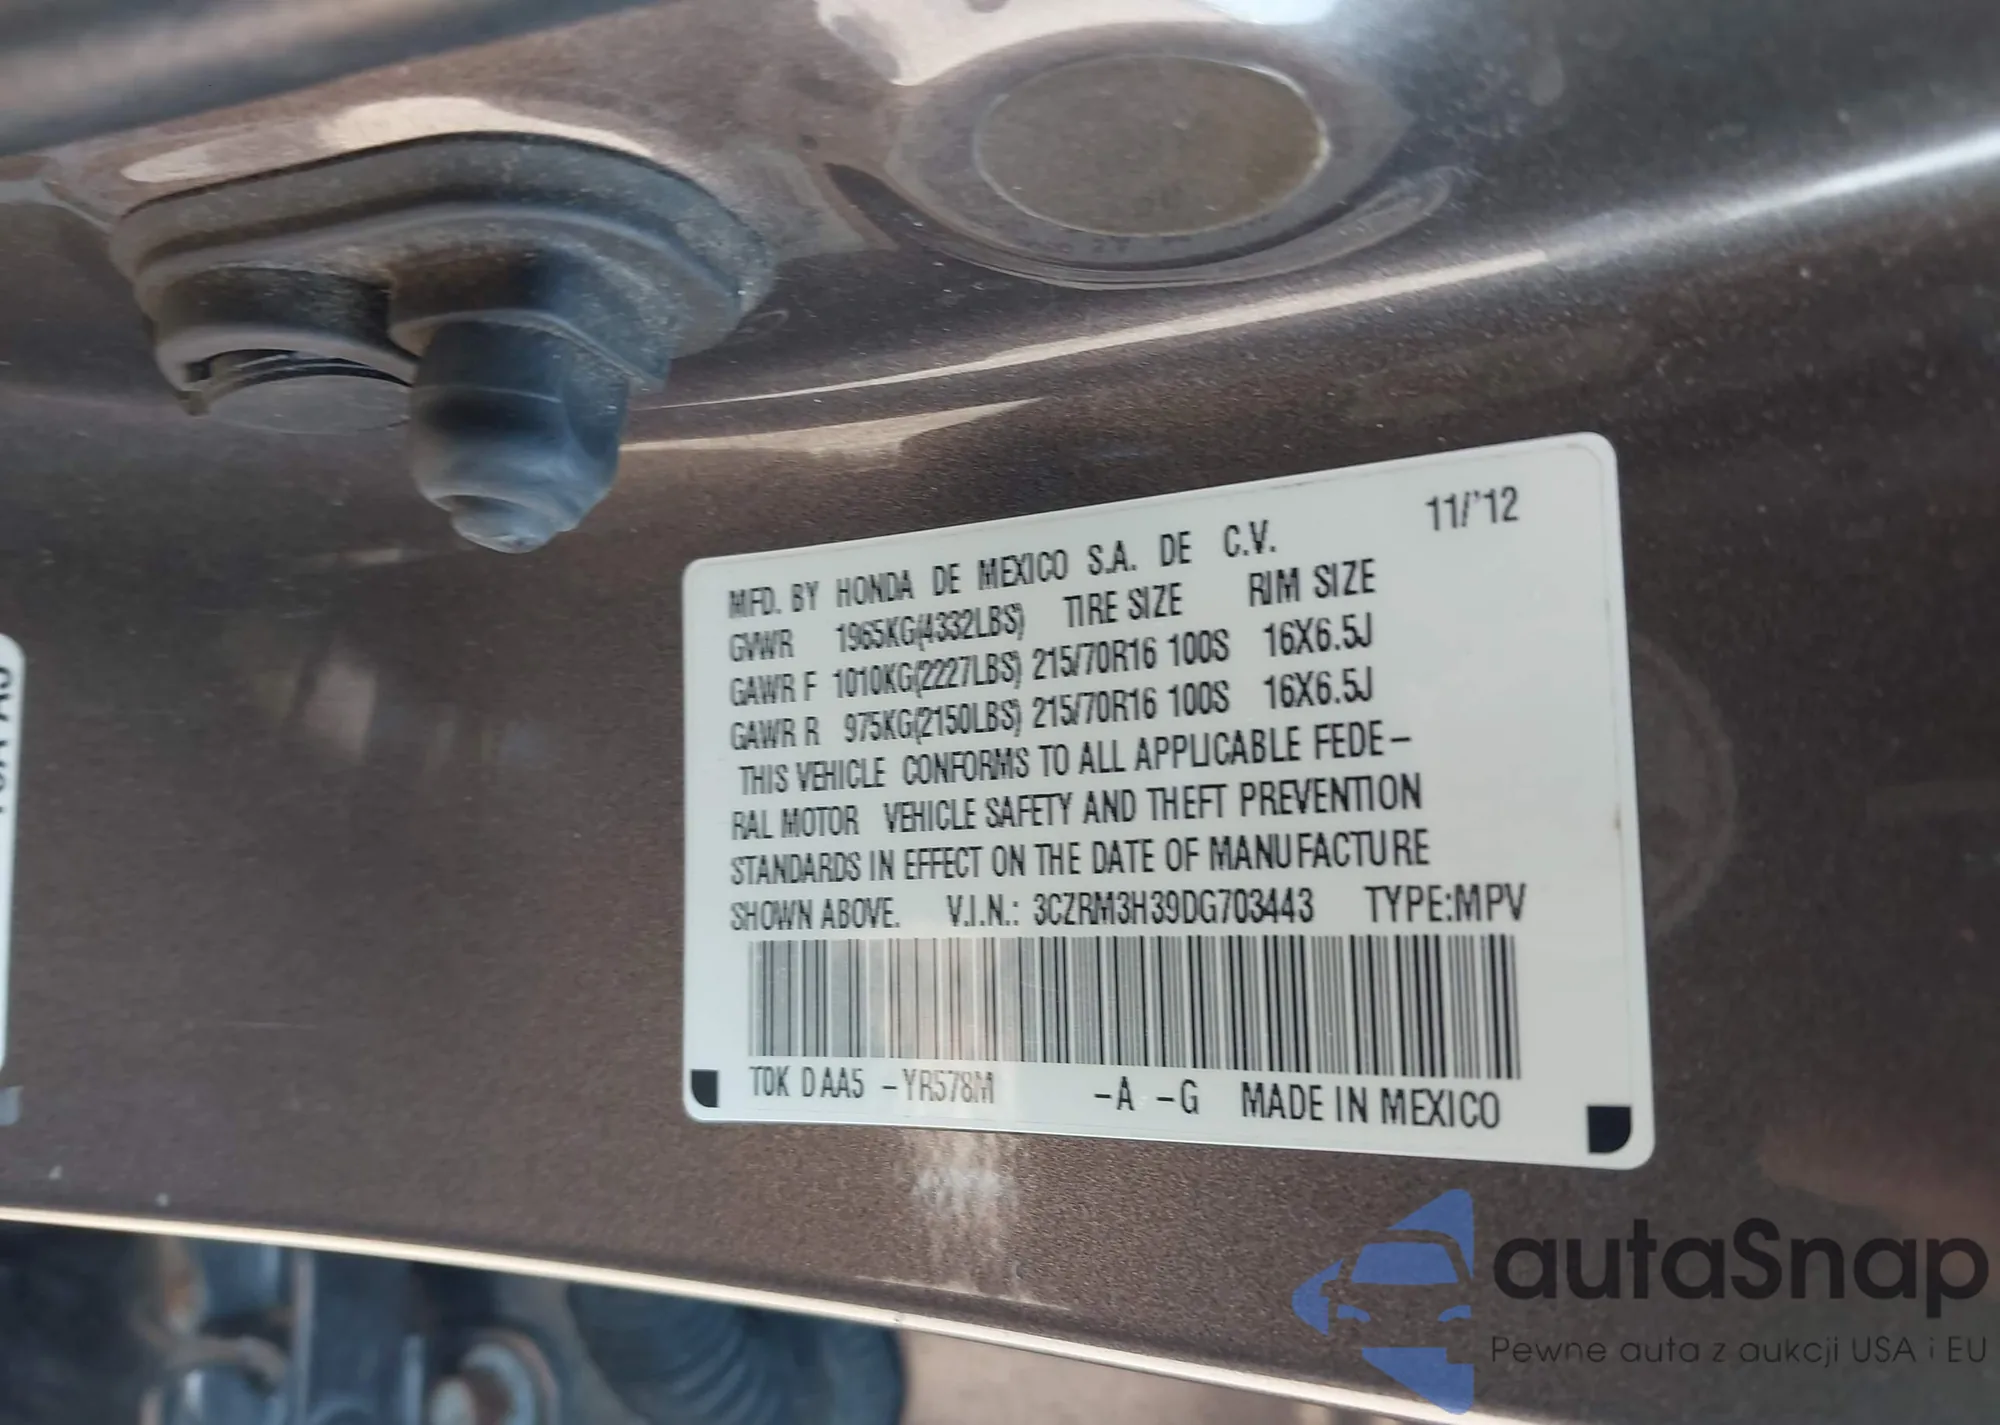 11/'12
MFD. BY HONDA DE MEXICO S.A. DE C.V.
GVWR 1965KG(4332LBS) TIRE SIZE RIM SIZE
GAWR F 1010KG(2227LBS) 215/70R16 100S 16X6.5J
GAWR R 975KG(2150LBS) 215/70R16 100S 16X6.5J
THIS VEHICLE CONFORMS TO ALL APPLICABLE FEDE-
RAL MOTOR VEHICLE SAFETY AND THEFT PREVENTION
STANDARDS IN EFFECT ON THE DATE OF MANUFACTURE
SHOWN ABOVE. V.I.N.: 3CZRM3H39DG703443 TYPE:MPV
T0K DAA5 -YR578M -A -G MADE IN MEXICO
autaSnap
Pewne auta z aukcji USA i EU